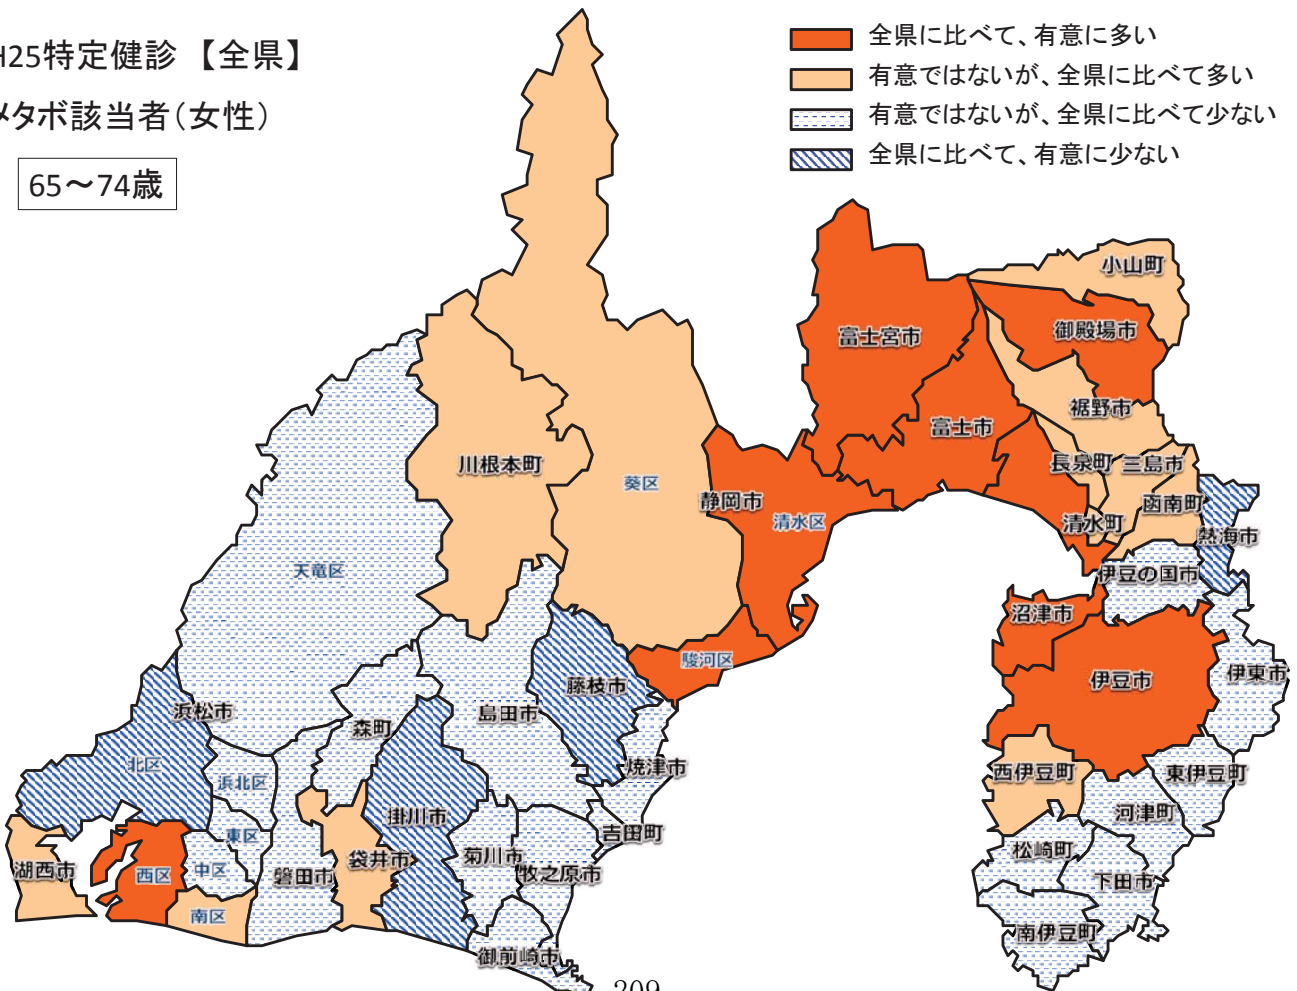 H25特定健診 【全県】
メタボ該当者(女性)
65～74歳
全県に比べて、有意に多い
有意ではないが、全県に比べて多い
有意ではないが、全県に比べて少ない
全県に比べて、有意に少ない
小山町
御殿場市
富士宮市
裾野市
富士市
長泉町
三島市
川根本町
葵区
静岡市
清水区
函南町
清水町
熱海市
天竜区
伊豆の国市
沼津市
駿河区
伊東市
伊豆市
藤枝市
浜松市
島田市
森町
焼津市
西伊豆町
東伊豆町
北区
浜北区
河津町
掛川市
吉田町
東区
松崎町
菊川市
袋井市
湖西市
西区
中区
磐田市
牧之原市
下田市
南区
南伊豆町
御前崎市
209